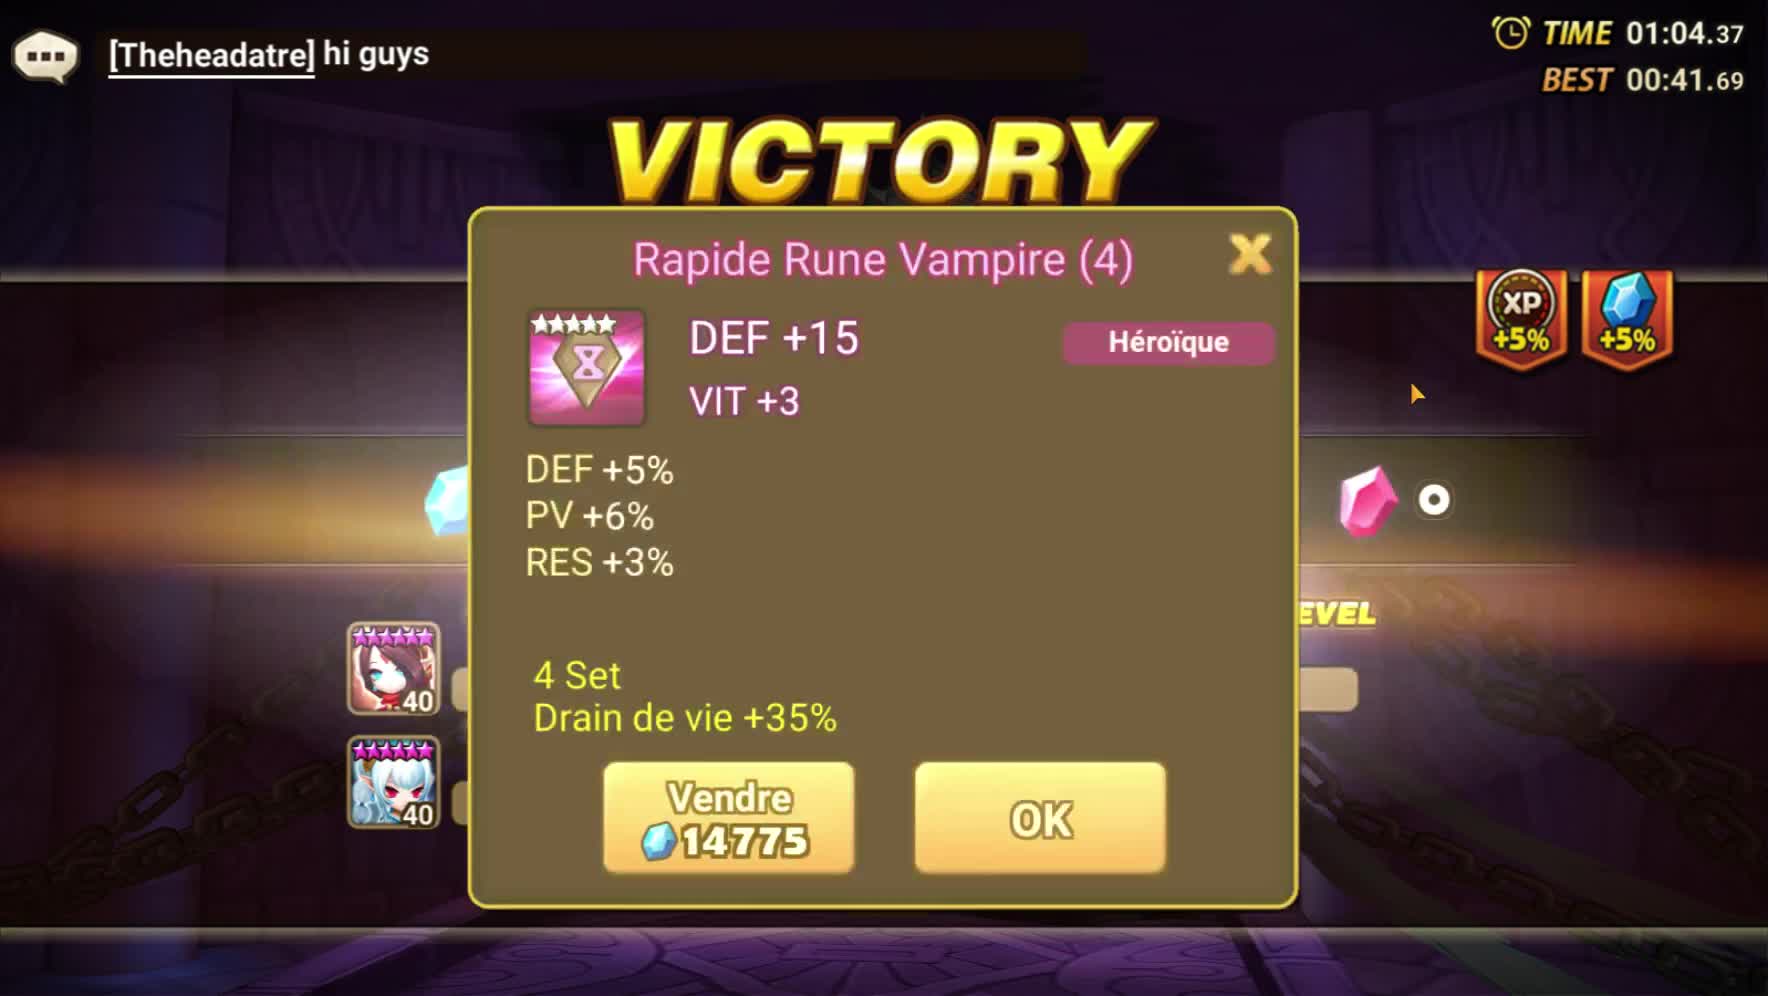 [Theheadatre] hi guys
TIME 01:04.37
BEST 00:41.69
VICTORY
Rapide Rune Vampire (4)
DEF +15
Héroïque
VIT +3
XP
+5%
+5%
DEF +5%
PV +6%
RES +3%
0
EVEL
4 Set
Drain de vie +35%
40
40
Vendre
14775
OK